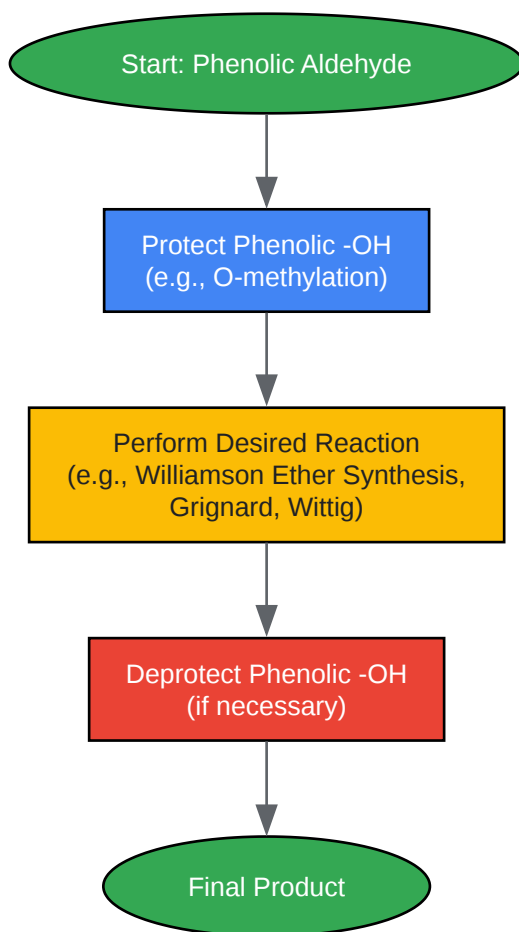 Start: Phenolic Aldehyde
Protect Phenolic -OH
(e.g., O-methylation)
Perform Desired Reaction
(e.g., Williamson Ether Synthesis,
Grignard, Wittig)
Deprotect Phenolic -OH
(if necessary)
Final Product